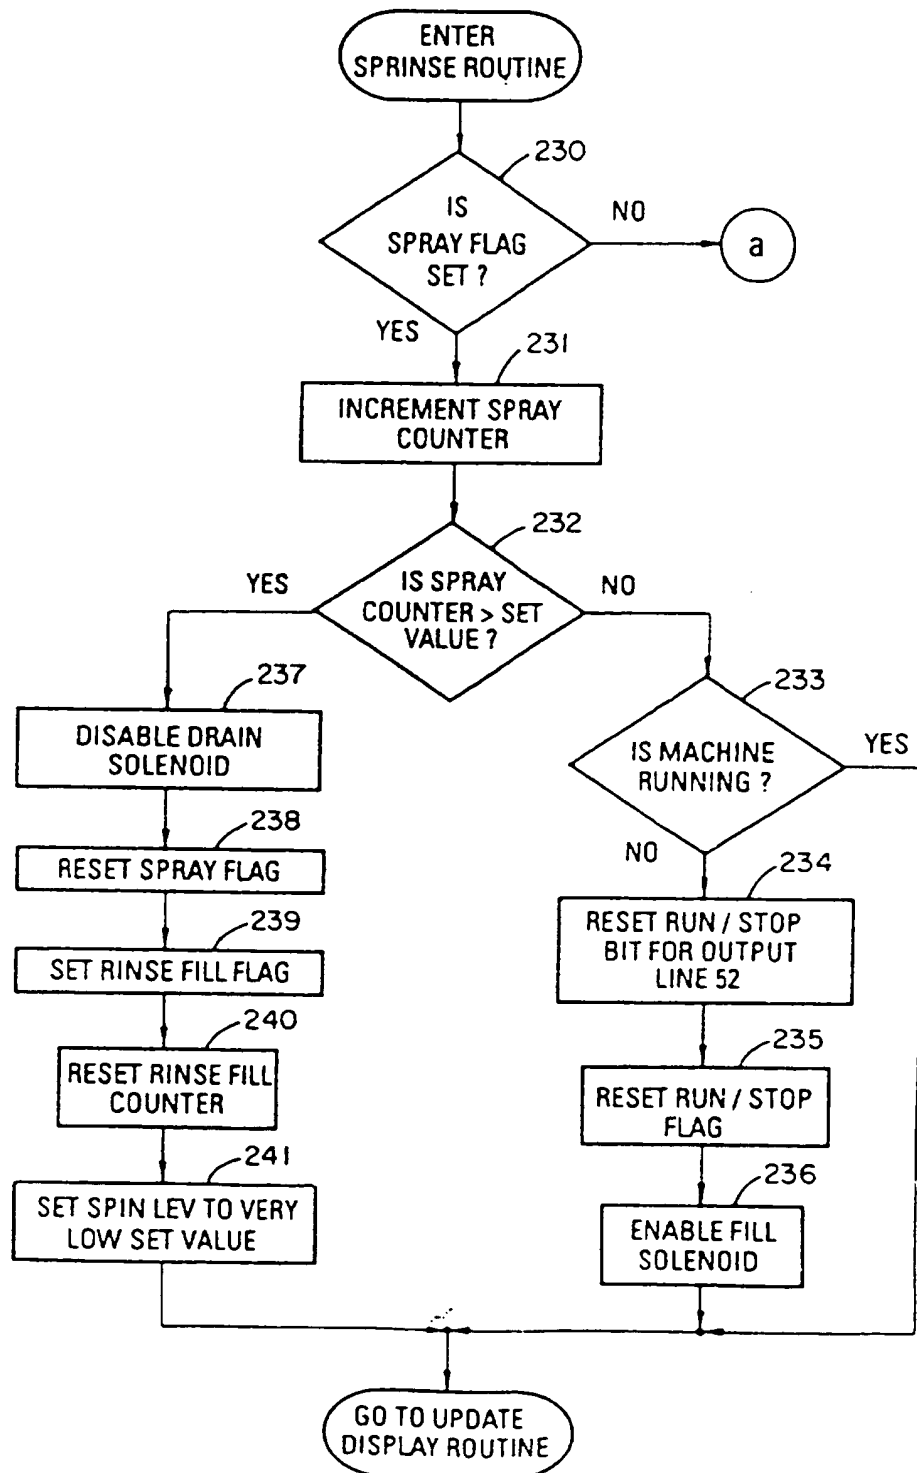 ENTER
SPRINSE ROUTINE
230
IS
SPRAY FLAG
SET ?
NO
a
YES
231
INCREMENT SPRAY
COUNTER
232
IS SPRAY
COUNTER > SET
VALUE ?
YES
NO
237
DISABLE DRAIN
SOLENOID
238
RESET SPRAY FLAG
239
SET RINSE FILL FLAG
240
RESET RINSE FILL
COUNTER
241
SET SPIN LEV TO VERY
LOW SET VALUE
233
IS MACHINE
RUNNING ?
YES
NO
234
RESET RUN / STOP
BIT FOR OUTPUT
LINE 52
235
RESET RUN / STOP
FLAG
236
ENABLE FILL
SOLENOID
GO TO UPDATE
DISPLAY ROUTINE